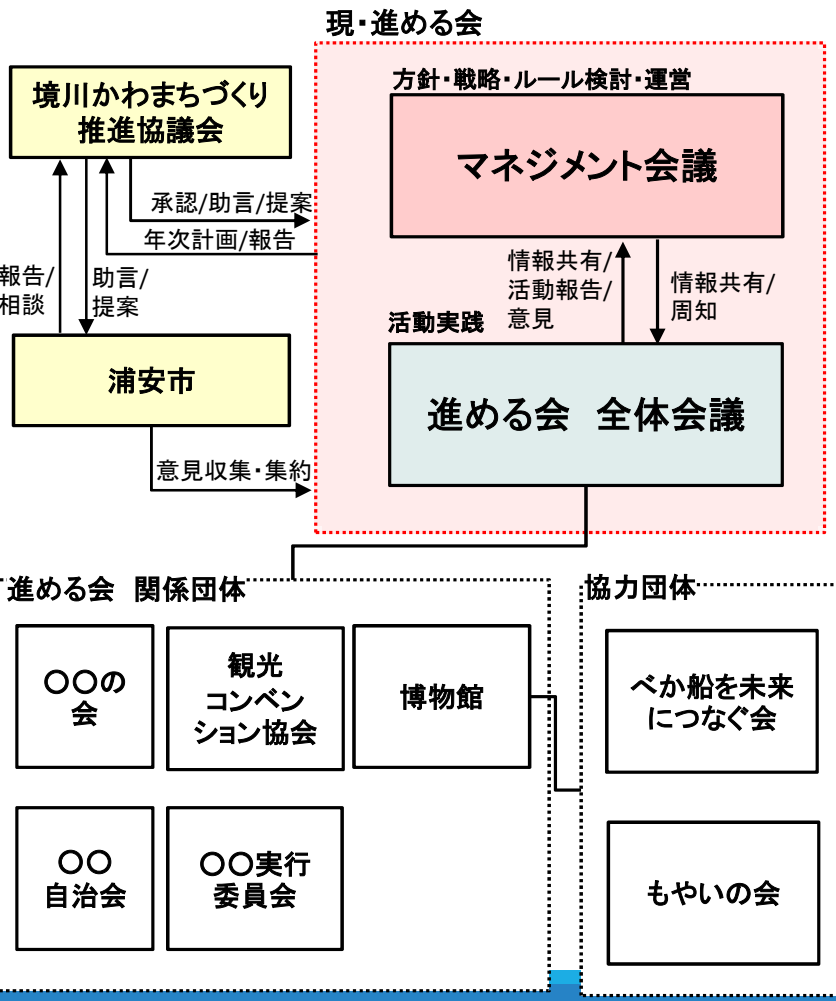 現・進める会
境川かわまちづくり
推進協議会
方針・戦略・ルール検討・運営
マネジメント会議
承認/助言/提案
年次計画/報告
報告/
相談
助言/
提案
情報共有/
活動報告/
意見
情報共有/
周知
活動実践
浦安市
進める会　全体会議
意見収集・集約
進める会　関係団体
協力団体
〇〇の
会
観光
コンベン
ション協会
博物館
べか船を未来
につなぐ会
〇〇
自治会
〇〇実行
委員会
もやいの会